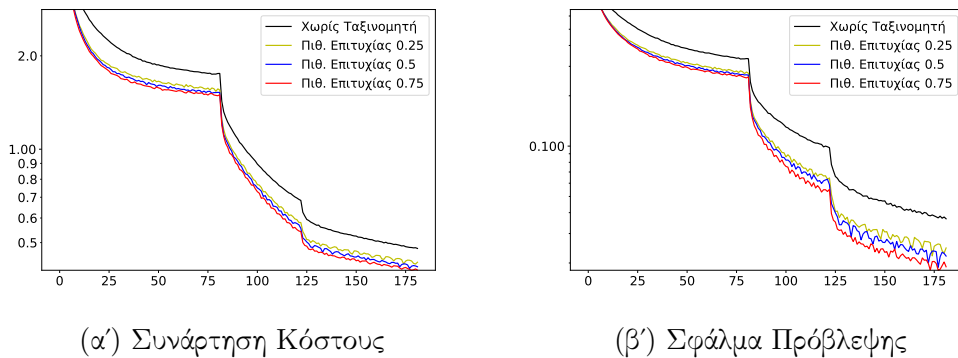 Χωρίς Ταξινομητή
Πιθ. Επιτυχίας 0.25
Πιθ. Επιτυχίας 0.5
Πιθ. Επιτυχίας 0.75
2.0
1.00
0.9
0.8
0.7
0.6
0.5
0 25 50 75 100 125 150 175
(αʹ) Συνάρτηση Κόστους
Χωρίς Ταξινομητή
Πιθ. Επιτυχίας 0.25
Πιθ. Επιτυχίας 0.5
Πιθ. Επιτυχίας 0.75
0.100
0 25 50 75 100 125 150 175
(βʹ) Σφάλμα Πρόβλεψης